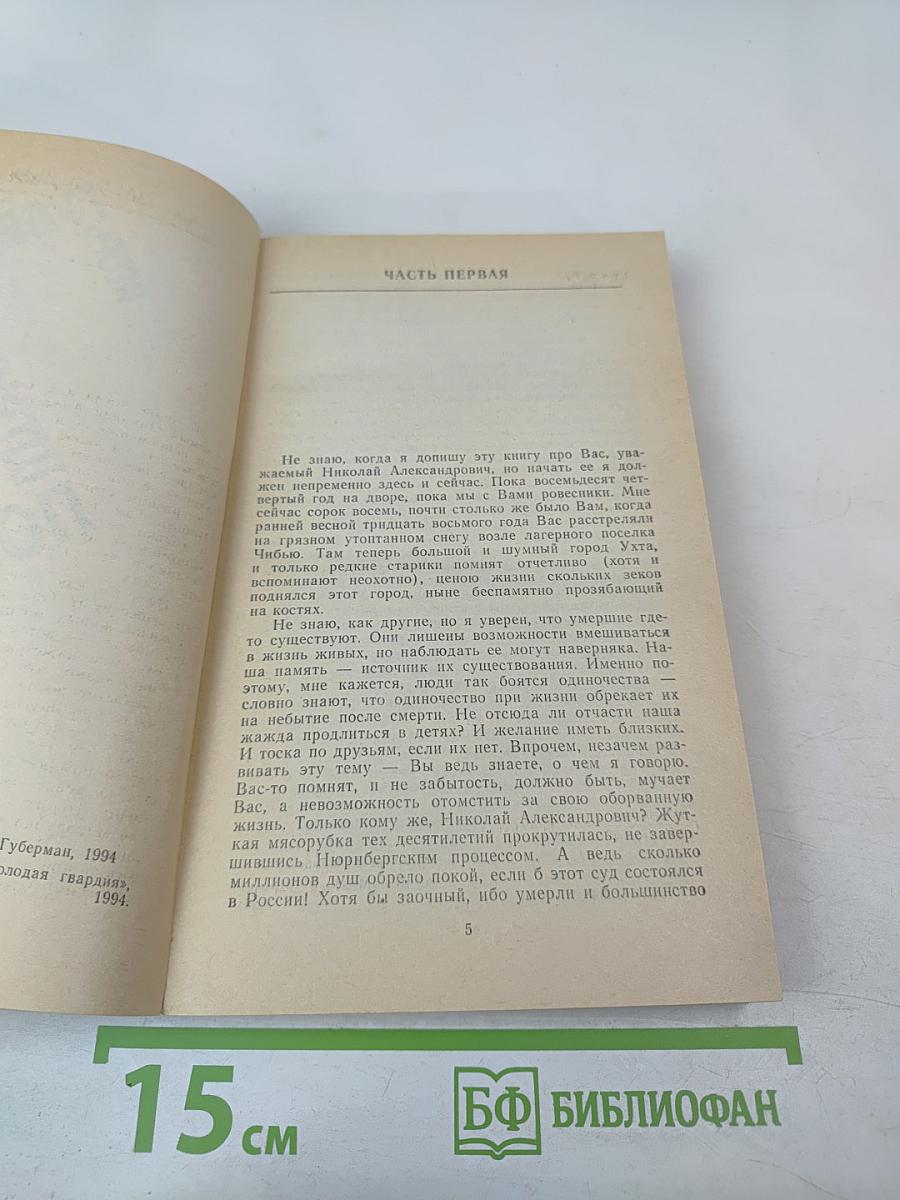 Губерман, 1994
олодая гвардия»,
1994.
ЧАСТЬ ПЕРВАЯ
Не знаю, когда я допишу эту книгу про Вас, ува-
жаемый Николай Александрович, но начать ее я дол-
жен непременно здесь и сейчас. Пока восемьдесят чет-
вертый год на дворе, пока мы с Вами ровесники. Мне
сейчас сорок восемь, почти столько же было Вам, когда
ранней весной тридцать восьмого года Вас расстреляли
на грязном утоптанном снегу возле лагерного поселка
Чибью. Там теперь большой и шумный город Ухта,
и только редкие старики помнят отчетливо (хотя и
вспоминают неохотно), ценою жизни скольких зеков
поднялся этот город, ныне беспамятно прозябающий
на костях.
Не знаю, как другие, но я уверен, что умершие где-
то существуют. Они лишены возможности вмешиваться
в жизнь живых, но наблюдать ее могут наверняка. На-
ша память — источник их существования. Именно по-
этому, мне кажется, люди так боятся одиночества —
словно знают, что одиночество при жизни обрекает их
на небытие после смерти. Не отсюда ли отчасти наша
жажда продлиться в детях? И желание иметь близких.
И тоска по друзьям, если их нет. Впрочем, незачем раз-
вивать эту тему — Вы ведь знаете, о чем я говорю.
Вас-то помнят, и не забытость, должно быть, мучает
Вас, а невозможность отомстить за свою оборванную
жизнь. Только кому же, Николай Александрович? Жут-
кая мясорубка тех десятилетий прокрутилась, не завер-
шившись Нюрнбергским процессом. А ведь сколько
миллионов душ обрело покой, если б этот суд состоялся
в России! Хотя бы заочный, ибо умерли и большинство
5
15 см
БФ БИБЛИОФАН